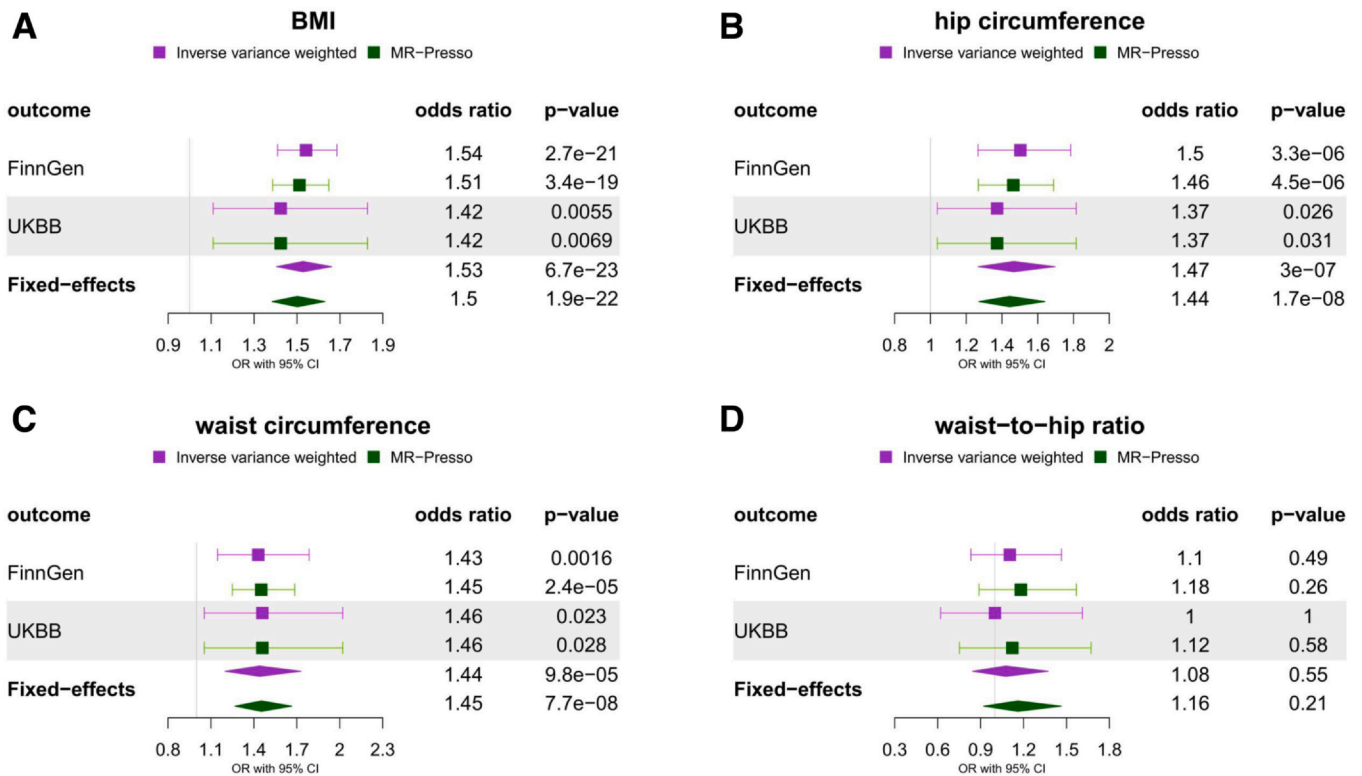 A
BMI
Inverse variance weighted MR−Presso
outcome odds ratio p−value
FinnGen
1.54 2.7e−21
1.51 3.4e−19
UKBB
1.42 0.0055
1.42 0.0069
Fixed−effects
1.53 6.7e−23
1.5 1.9e−22
0.9 1.1 1.3 1.5 1.7 1.9
OR with 95% CI
B
hip circumference
Inverse variance weighted MR−Presso
outcome odds ratio p−value
FinnGen
1.5 3.3e−06
1.46 4.5e−06
UKBB
1.37 0.026
1.37 0.031
Fixed−effects
1.47 3e−07
1.44 1.7e−08
0.8 1 1.2 1.4 1.6 1.8 2
OR with 95% CI
C
waist circumference
Inverse variance weighted MR−Presso
outcome odds ratio p−value
FinnGen
1.43 0.0016
1.45 2.4e−05
UKBB
1.46 0.023
1.46 0.028
Fixed−effects
1.44 9.8e−05
1.45 7.7e−08
0.8 1.1 1.4 1.7 2 2.3
OR with 95% CI
D
waist−to−hip ratio
Inverse variance weighted MR−Presso
outcome odds ratio p−value
FinnGen
1.1 0.49
1.18 0.26
UKBB
1 1
1.12 0.58
Fixed−effects
1.08 0.55
1.16 0.21
0.3 0.6 0.9 1.2 1.5 1.8
OR with 95% CI